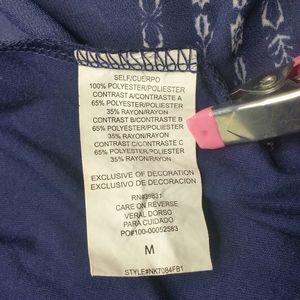 SELF/CUERPO
100% POLYESTER/POLIESTER
CONTRAST A/CONTRASTE A
65% POLYESTER/POLIESTER
35% RAYON/RAYON
CONTRAST B/CONTRASTE B
65% POLYESTER/POLIESTER
35% RAYON/RAYON
CONTRAST C/CONTRASTE C
65% POLYESTER/POLIESTER
35% RAYON/RAYON
EXCLUSIVE OF DECORATION
EXCLUSIVO DE DECORACION
RN#39831
CARE ON REVERSE
VERAL DORSO
PARA CUIDADO
PO#100-00052583
M
STYLE#NK7084FB1